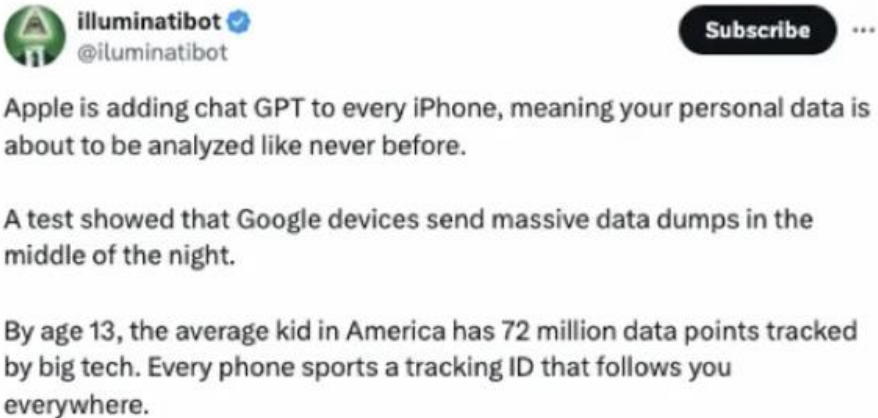 illuminatibot
@iluminatibot
Subscribe
Apple is adding chat GPT to every iPhone, meaning your personal data is
about to be analyzed like never before.
A test showed that Google devices send massive data dumps in the
middle of the night.
By age 13, the average kid in America has 72 million data points tracked
by big tech. Every phone sports a tracking ID that follows you
everywhere.